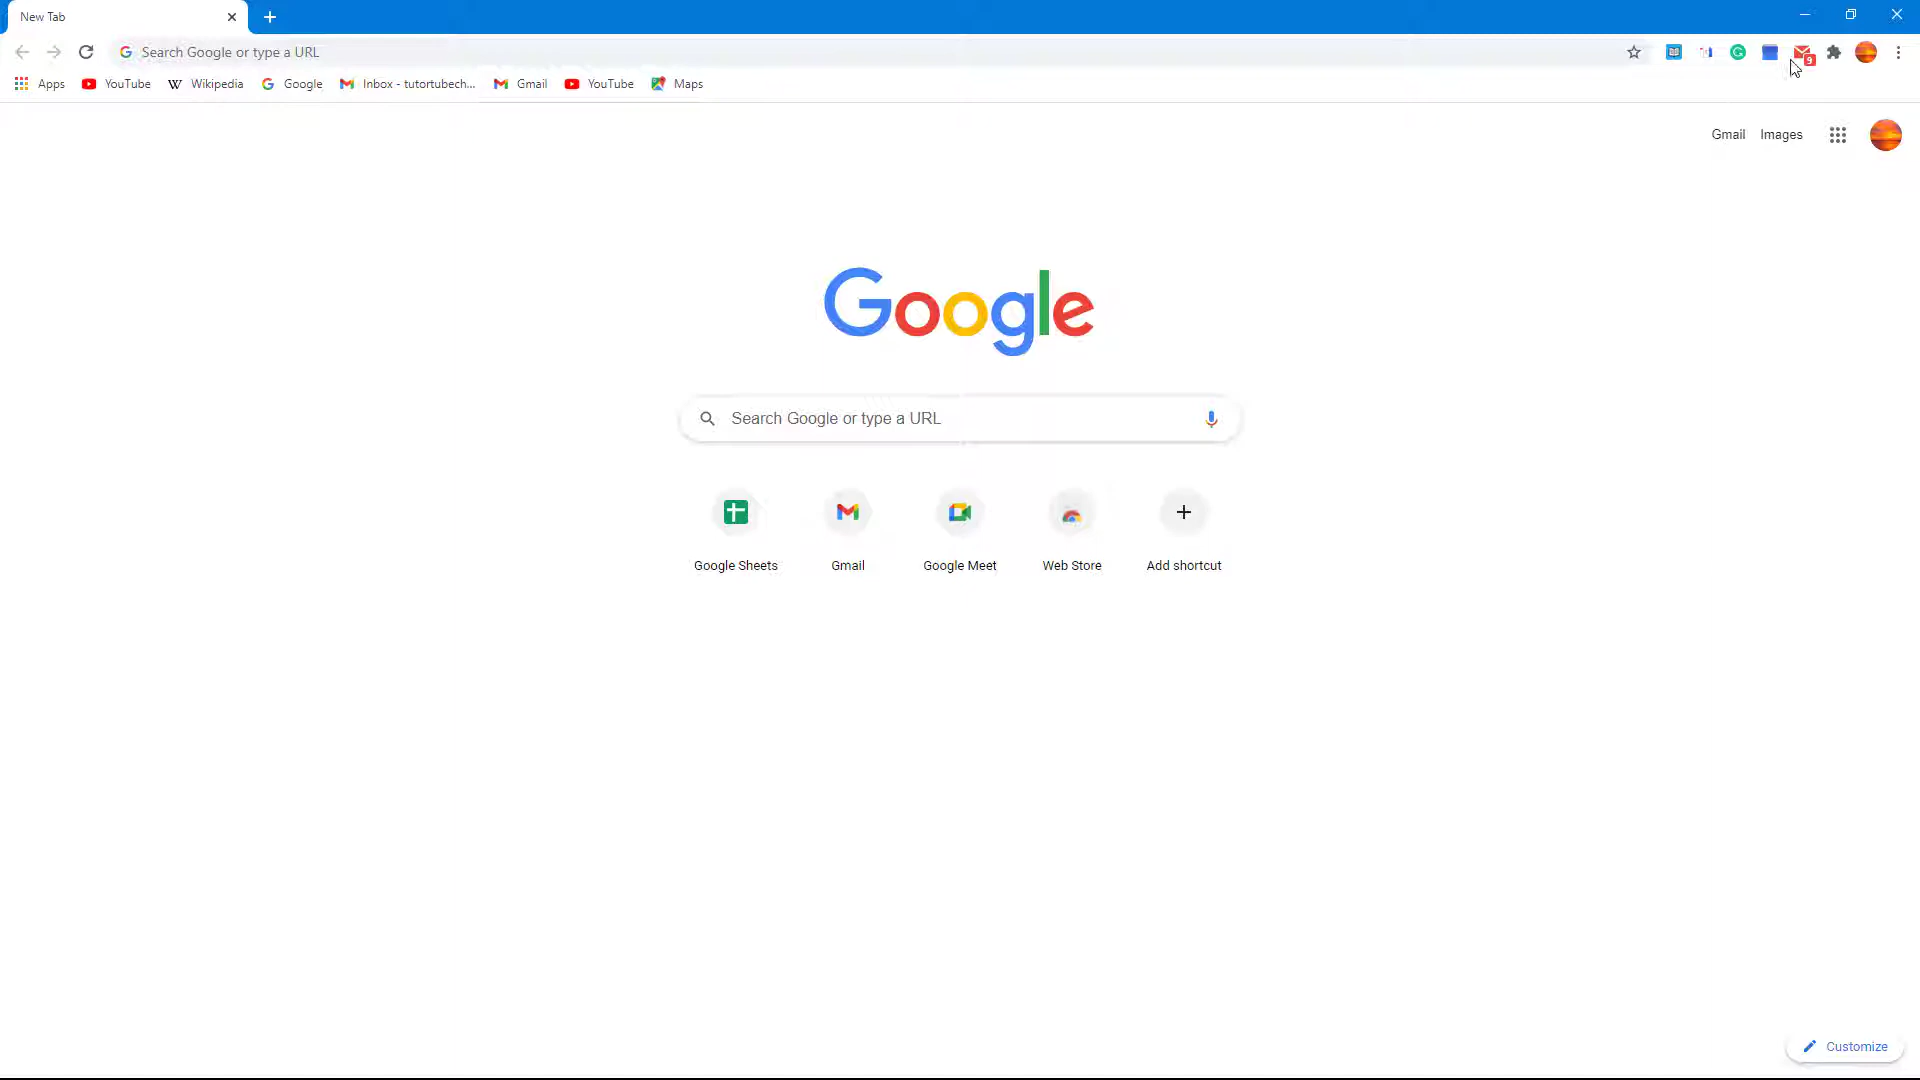 New Tab
Search Google or type a URL
9
Apps YouTube Wikipedia Google Inbox - tutortubech... Gmail YouTube Maps
Gmail Images
Google
Search Google or type a URL
Google Sheets Gmail Google Meet Web Store Add shortcut
Customize